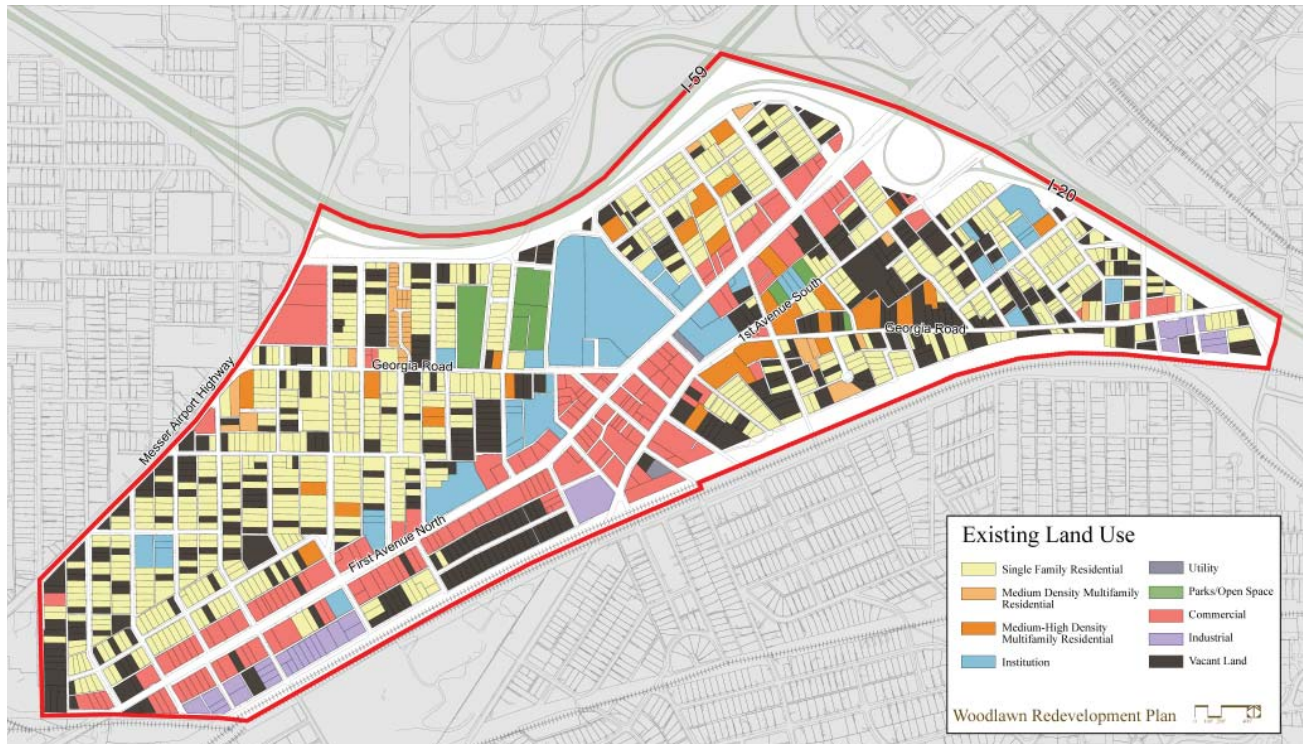 I-59
I-20
1st Avenue South
Georgia Road
Georgia Road
Messer Airport Highway
First Avenue North
Existing Land Use
Single Family Residential
Medium Density Multifamily
Residential
Medium-High Density
Multifamily Residential
Institution
Utility
Parks/Open Space
Commercial
Industrial
Vacant Land
Woodlawn Redevelopment Plan